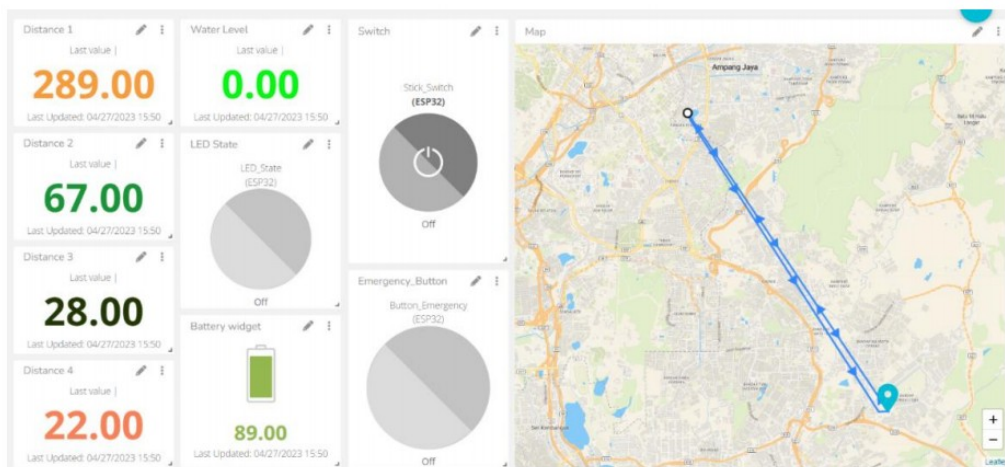 Distance 1
Last value |
289.00
Last Updated: 04/27/2023 15:50
Distance 2
Last value |
67.00
Last Updated: 04/27/2023 15:50
Distance 3
Last value |
28.00
Last Updated: 04/27/2023 15:50
Distance 4
Last value |
22.00
Last Updated: 04/27/2023 15:50
Water Level
Last value |
0.00
Last Updated: 04/27/2023 15:50
LED State
LED_State
(ESP32)
Off
Battery widget
89.00
Last Updated: 04/27/2023 15:50
Switch
Stick_Switch
(ESP32)
Off
Emergency_Button
Button_Emergency
(ESP32)
Off
Map
Ampang Jaya
+
−